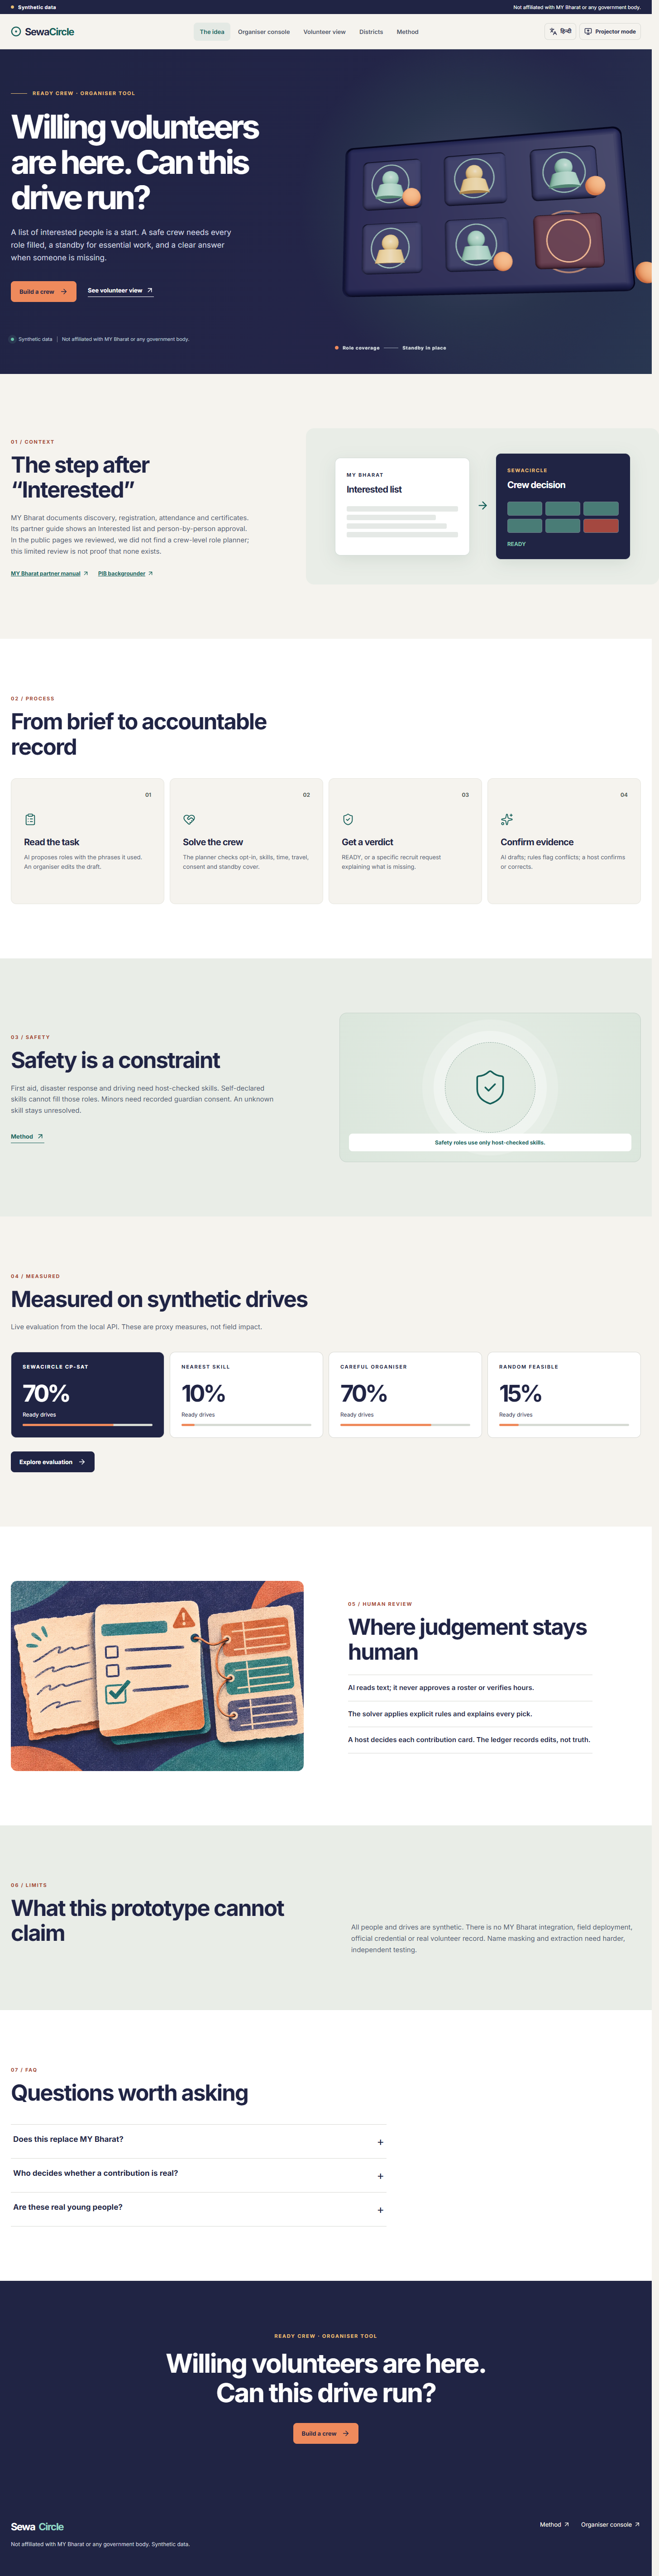 Synthetic data
Not affiliated with MY Bharat or any government body.
SewaCircle
The idea
Organiser console
Volunteer view
Districts
Method
हिन्दी
Projector mode
READY CREW · ORGANISER TOOL
Willing volunteers
are here. Can this
drive run?
A list of interested people is a start. A safe crew needs every
role filled, a standby for essential work, and a clear answer
when someone is missing.
Build a crew
See volunteer view
Synthetic data | Not affiliated with MY Bharat or any government body.
Role coverage
Standby in place
01 / CONTEXT
The step after
“Interested”
MY Bharat documents discovery, registration, attendance and certificates.
Its partner guide shows an interested list and person-by-person approval.
In the public pages we reviewed, we did not find a crew-level role planner;
this limited review is not proof that none exists.
MY Bharat partner manual
PIB backgrounder
MY BHARAT
Interested list
SEWACIRCLE
Crew decision
READY
02 / PROCESS
From brief to accountable
record
01
Read the task
AI proposes roles with the phrases it used.
An organiser edits the draft.
02
Solve the crew
The planner checks opt-in, skills, time, travel,
consent and standby cover.
03
Get a verdict
READY, or a specific recruit request
explaining what is missing.
04
Confirm evidence
AI drafts; rules flag conflicts; a host confirms
or corrects.
03 / SAFETY
Safety is a constraint
First aid, disaster response and driving need host-checked skills. Self-declared
skills cannot fill those roles. Minors need recorded guardian consent. An unknown
skill stays unresolved.
Method
Safety roles use only host-checked skills.
04 / MEASURED
Measured on synthetic drives
Live evaluation from the local API. These are proxy measures, not field impact.
SEWACIRCLE CP-SAT
70%
Ready drives
NEAREST SKILL
10%
Ready drives
CAREFUL ORGANISER
70%
Ready drives
RANDOM FEASIBLE
15%
Ready drives
Explore evaluation
05 / HUMAN REVIEW
Where judgement stays
human
AI reads text; it never approves a roster or verifies hours.
The solver applies explicit rules and explains every pick.
A host decides each contribution card. The ledger records edits, not truth.
06 / LIMITS
What this prototype cannot
claim
All people and drives are synthetic. There is no MY Bharat integration, field deployment,
official credential or real volunteer record. Name masking and extraction need harder,
independent testing.
07 / FAQ
Questions worth asking
Does this replace MY Bharat?
Who decides whether a contribution is real?
Are these real young people?
READY CREW · ORGANISER TOOL
Willing volunteers are here.
Can this drive run?
Build a crew
Sewa Circle
Not affiliated with MY Bharat or any government body. Synthetic data.
Method
Organiser console